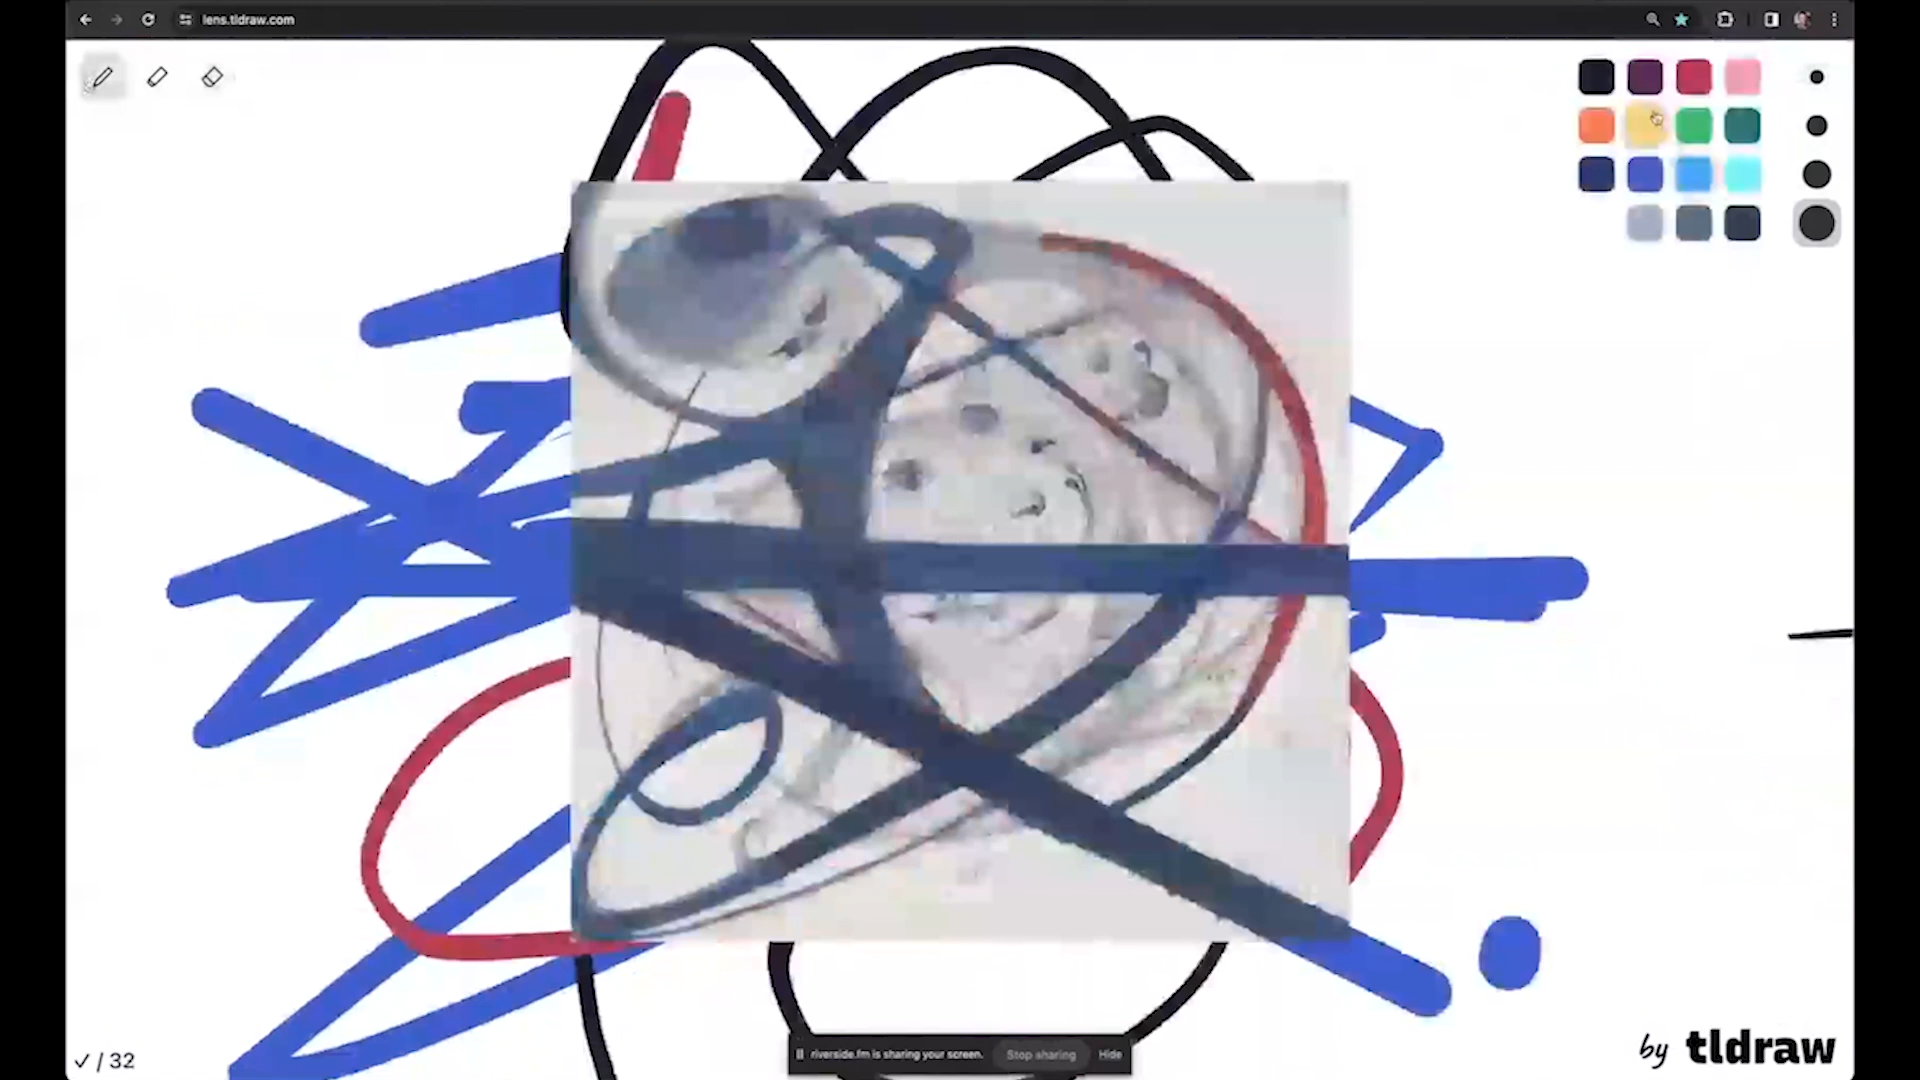 lens.tldraw.com
✓ / 32
riverside.fm is sharing your screen.
Stop sharing
Hide
by tldraw